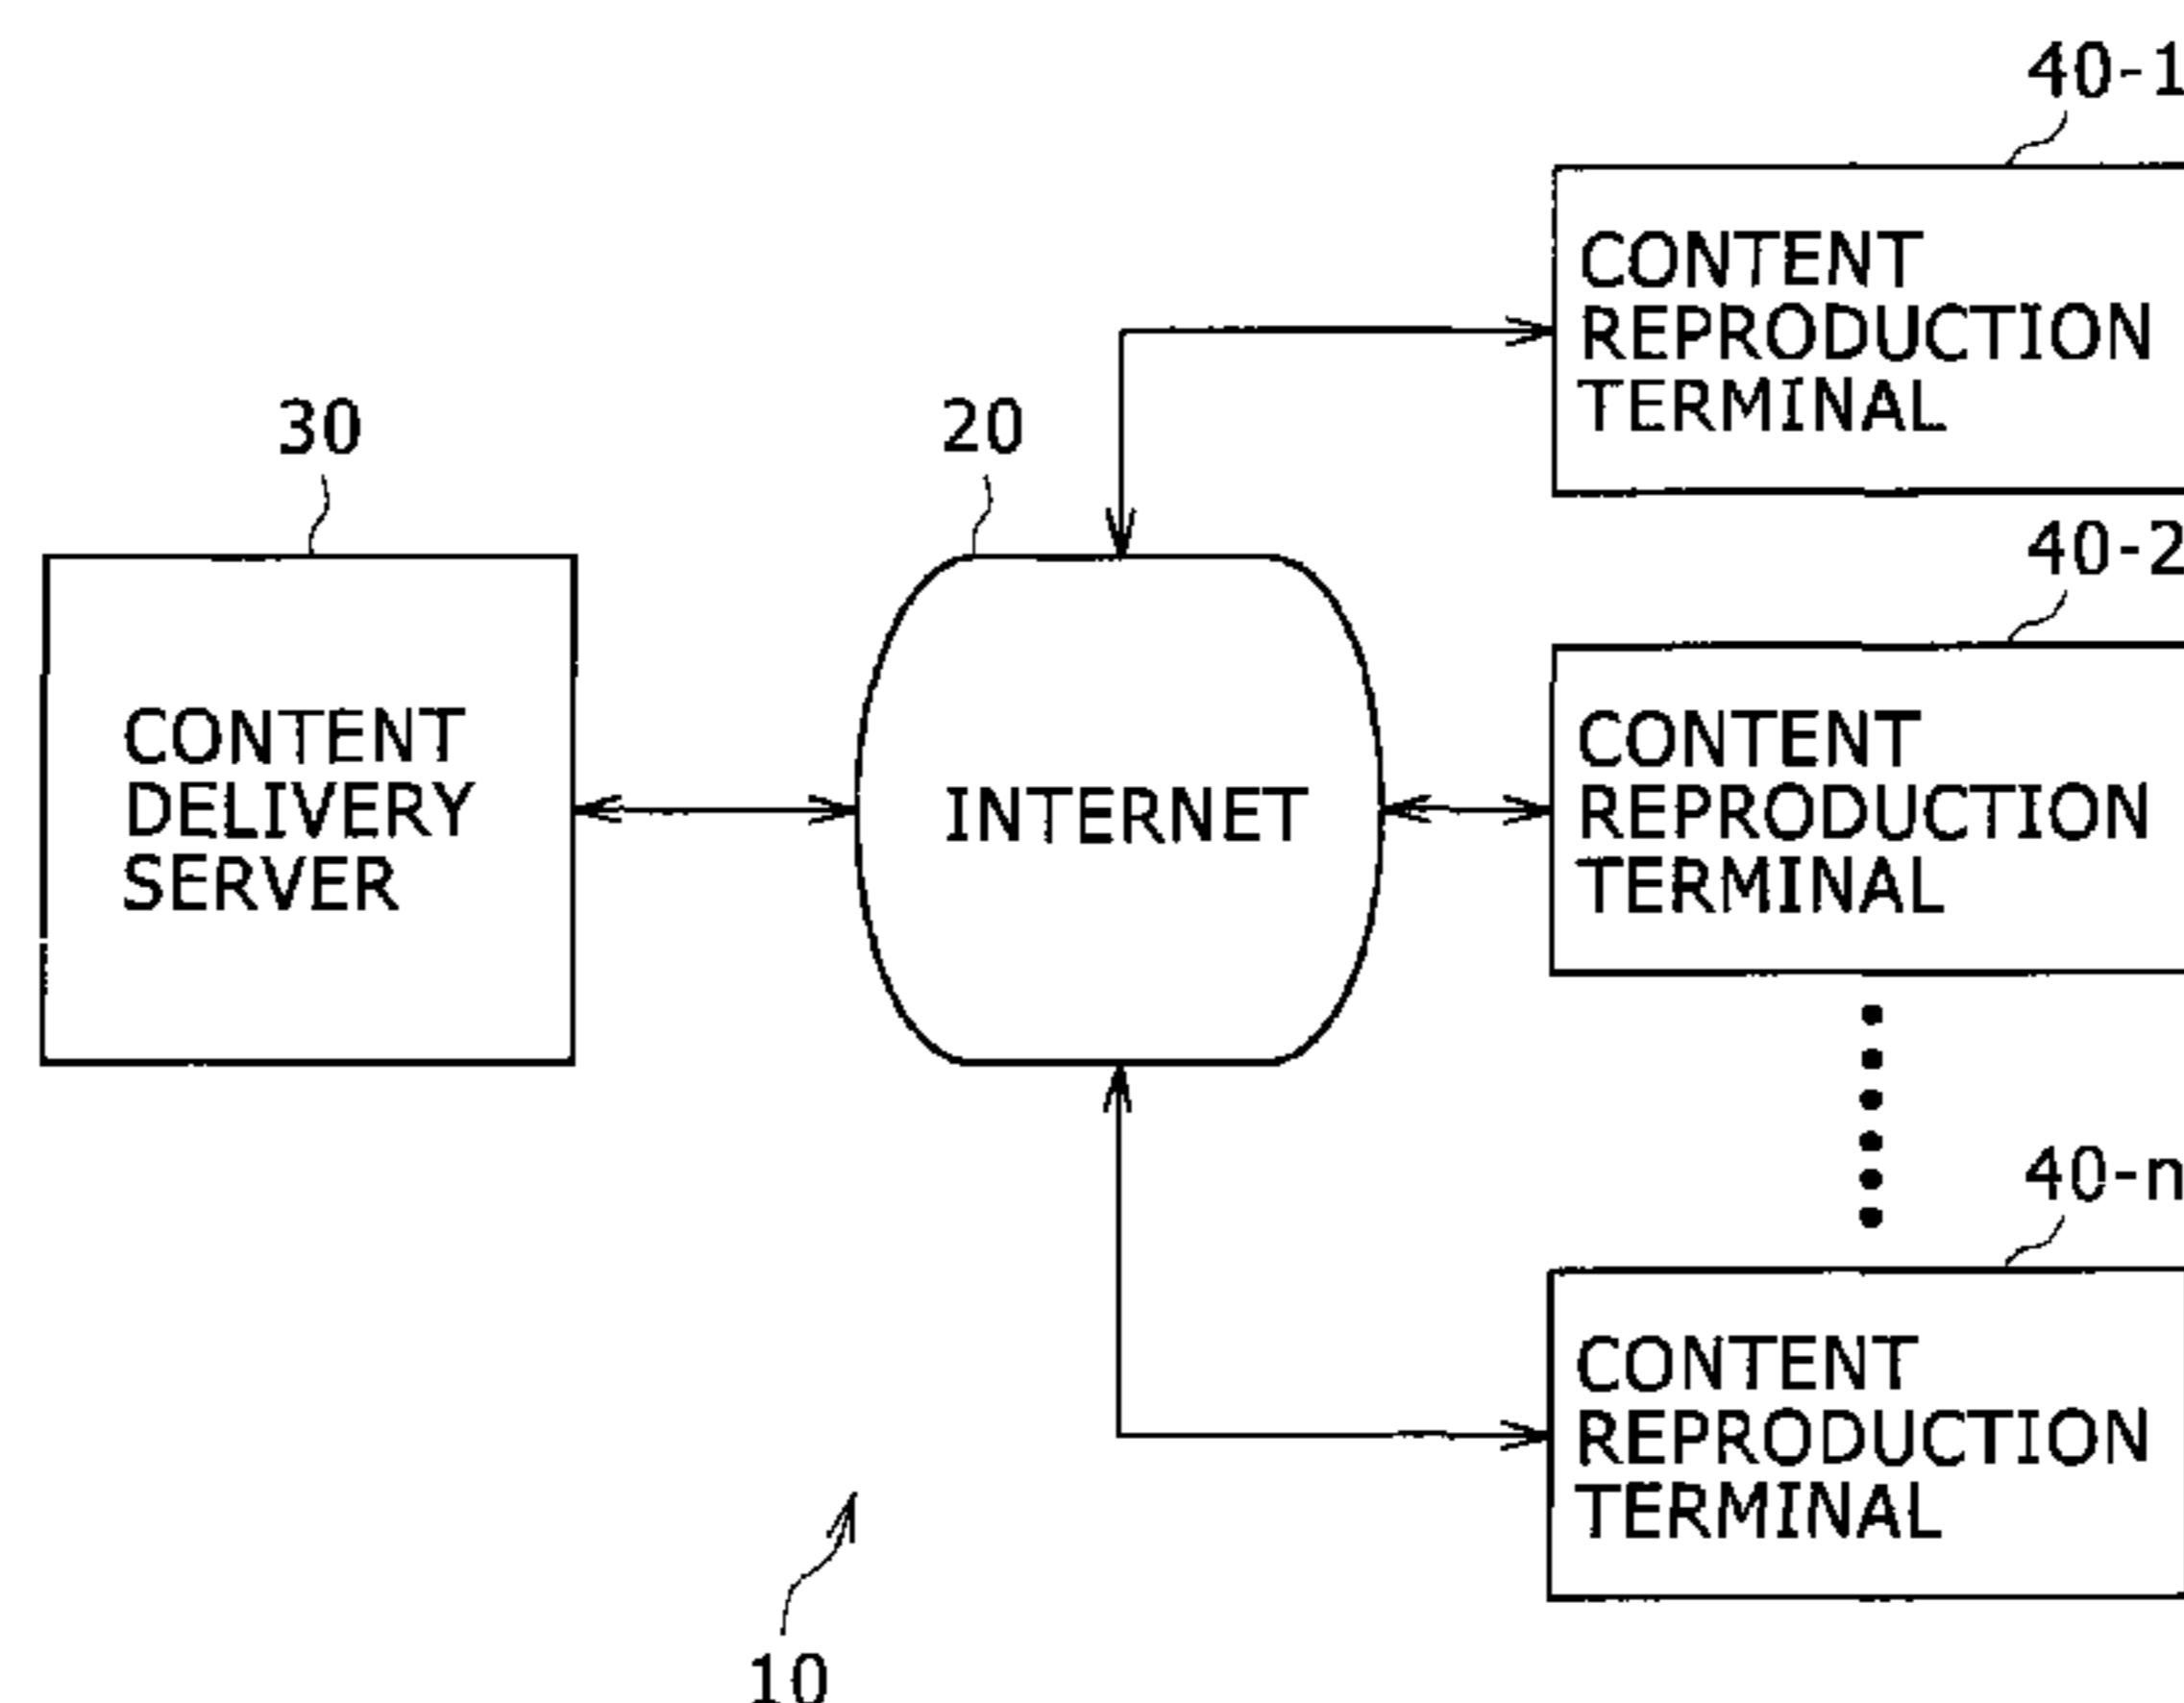 40-1
CONTENT
REPRODUCTION
TERMINAL
30
20
40-2
CONTENT
DELIVERY
SERVER
INTERNET
CONTENT
REPRODUCTION
TERMINAL
40-n
CONTENT
REPRODUCTION
TERMINAL
10